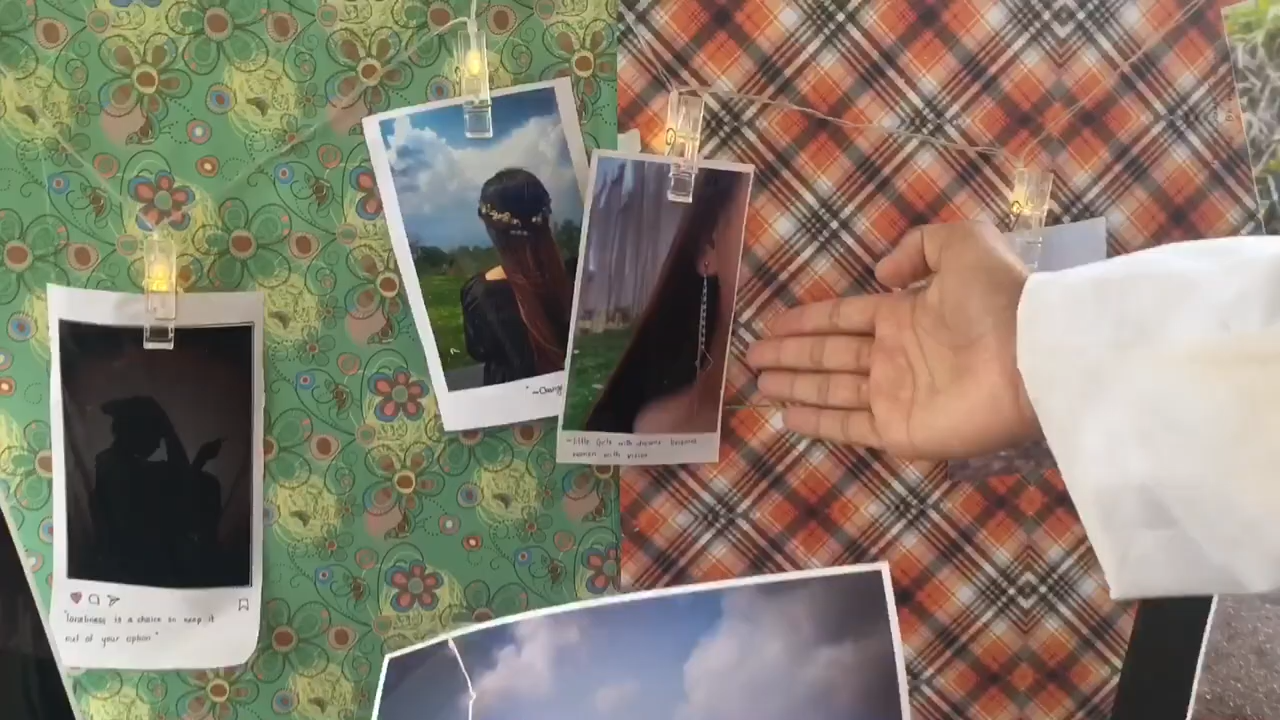 "loneliness is a choice so keep it
out of your option"
~little girls with dreams become
women with vision